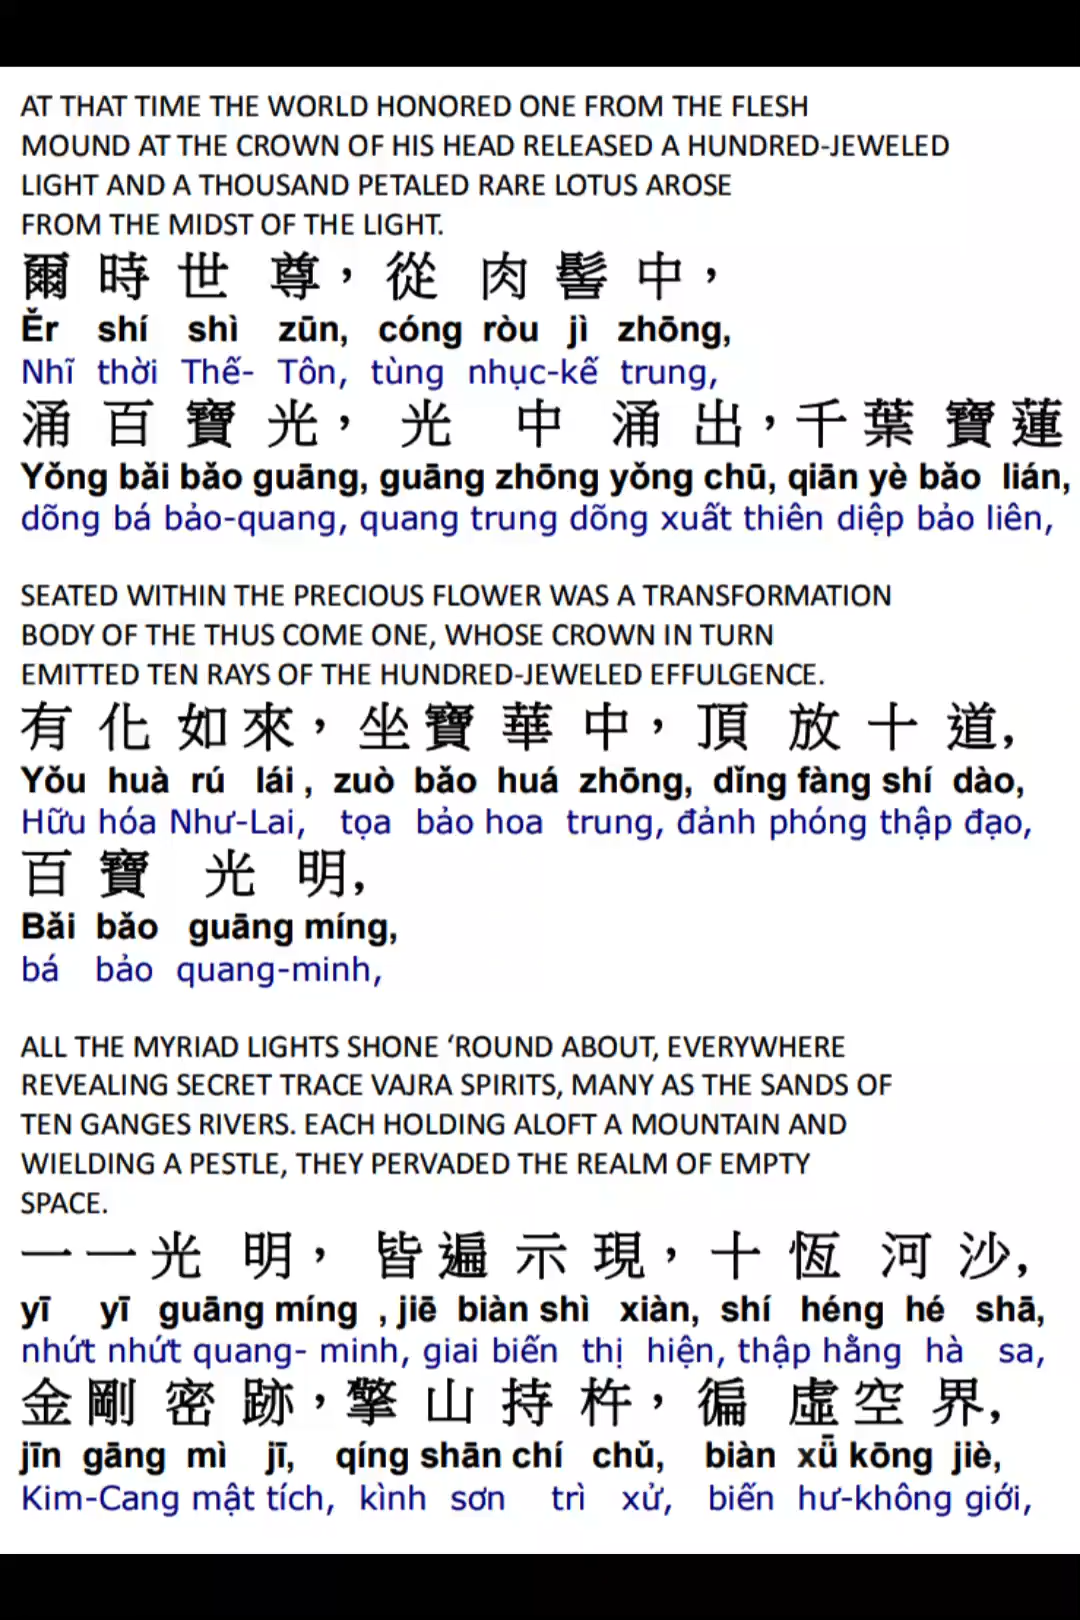 AT THAT TIME THE WORLD HONORED ONE FROM THE FLESH
MOUND AT THE CROWN OF HIS HEAD RELEASED A HUNDRED-JEWELED
LIGHT AND A THOUSAND PETALED RARE LOTUS AROSE
FROM THE MIDST OF THE LIGHT.
爾 時 世 尊，從 肉 髻 中，
Ěr shí shì zūn, cóng ròu jì zhōng,
Nhĩ thời Thế- Tôn, tùng nhục-kế trung,
涌 百 寶 光，光 中 涌 出，千 葉 寶 蓮
Yǒng bǎi bǎo guāng, guāng zhōng yǒng chū, qiān yè bǎo lián,
dõng bá bảo-quang, quang trung dõng xuất thiên diệp bảo liên,
SEATED WITHIN THE PRECIOUS FLOWER WAS A TRANSFORMATION
BODY OF THE THUS COME ONE, WHOSE CROWN IN TURN
EMITTED TEN RAYS OF THE HUNDRED-JEWELED EFFULGENCE.
有 化 如 來，坐 寶 華 中，頂 放 十 道，
Yǒu huà rú lái , zuò bǎo huá zhōng, dǐng fàng shí dào,
Hữu hóa Như-Lai, tọa bảo hoa trung, đảnh phóng thập đạo,
百 寶 光 明，
Bǎi bǎo guāng míng,
bá bảo quang-minh,
ALL THE MYRIAD LIGHTS SHONE ‘ROUND ABOUT, EVERYWHERE
REVEALING SECRET TRACE VAJRA SPIRITS, MANY AS THE SANDS OF
TEN GANGES RIVERS. EACH HOLDING ALOFT A MOUNTAIN AND
WIELDING A PESTLE, THEY PERVADED THE REALM OF EMPTY
SPACE.
一 一 光 明，皆 遍 示 現，十 恆 河 沙，
yī yī guāng míng , jiē biàn shì xiàn, shí héng hé shā,
nhứt nhứt quang- minh, giai biến thị hiện, thập hằng hà sa,
金 剛 密 跡，擎 山 持 杵，徧 虛 空 界，
jīn gāng mì jī, qíng shān chí chǔ, biàn xǖ kōng jiè,
Kim-Cang mật tích, kình sơn trì xử, biến hư-không giới,